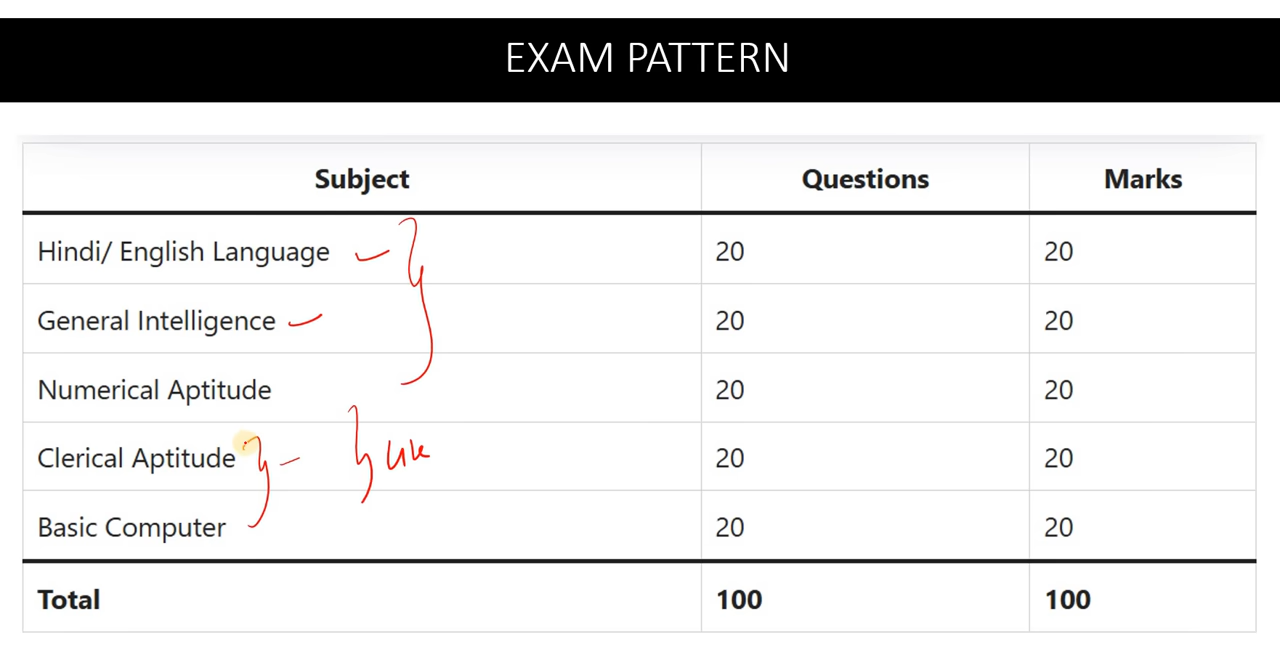 EXAM PATTERN
Subject Questions Marks
Hindi/ English Language 20 20
General Intelligence 20 20
Numerical Aptitude 20 20
Clerical Aptitude 20 20
Basic Computer 20 20
Total 100 100